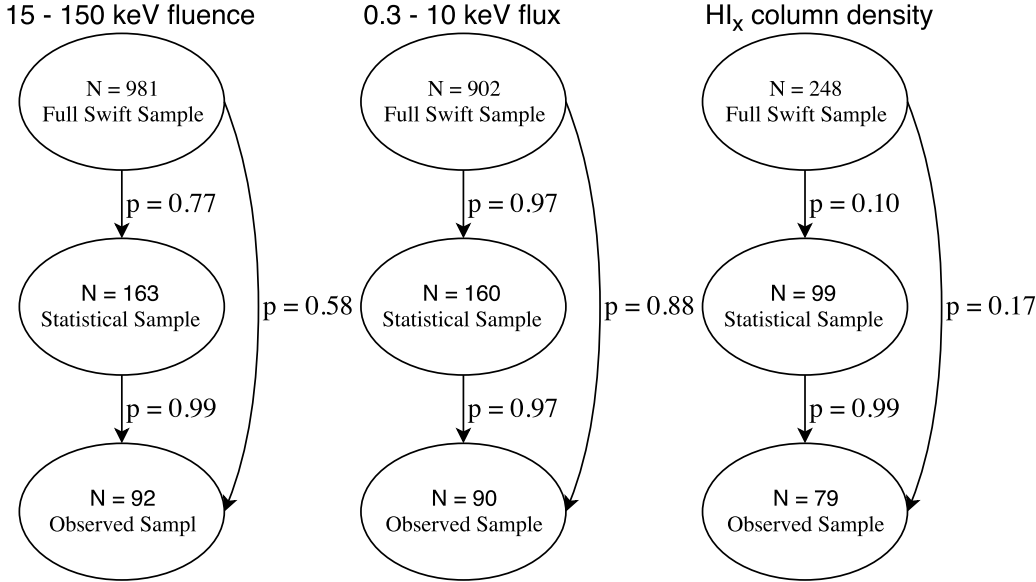 15 - 150 keV fluence
N = 981
Full Swift Sample
p = 0.77
N = 163
Statistical Sample
p = 0.58
p = 0.99
N = 92
Observed Sampl
0.3 - 10 keV flux
N = 902
Full Swift Sample
p = 0.97
N = 160
Statistical Sample
p = 0.88
p = 0.97
N = 90
Observed Sample
HIx column density
N = 248
Full Swift Sample
p = 0.10
N = 99
Statistical Sample
p = 0.17
p = 0.99
N = 79
Observed Sample